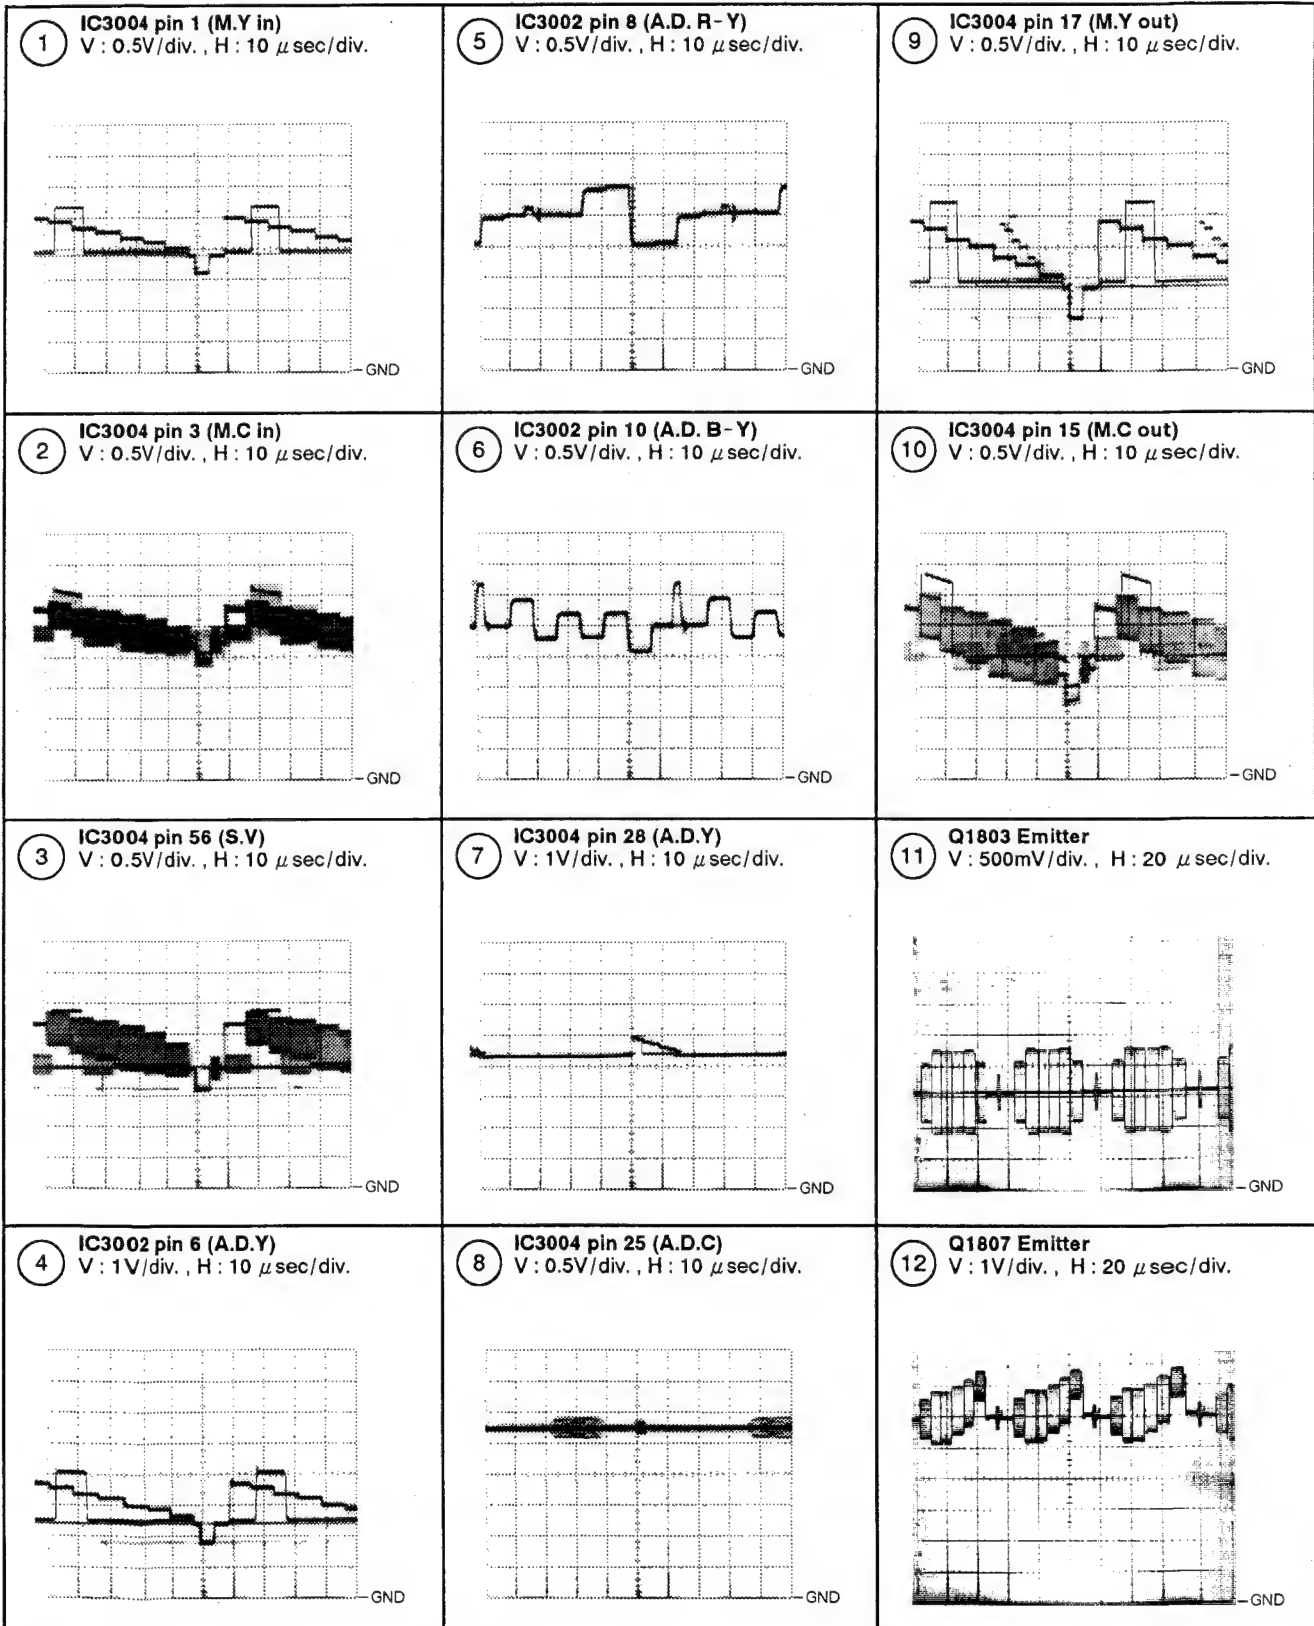 1
IC3004 pin 1 (M.Y in)
V : 0.5V/div. , H : 10 μsec/div.
GND
5
IC3002 pin 8 (A.D. R-Y)
V : 0.5V/div. , H : 10 μsec/div.
GND
9
IC3004 pin 17 (M.Y out)
V : 0.5V/div. , H : 10 μsec/div.
GND
2
IC3004 pin 3 (M.C in)
V : 0.5V/div. , H : 10 μsec/div.
GND
6
IC3002 pin 10 (A.D. B-Y)
V : 0.5V/div. , H : 10 μsec/div.
GND
10
IC3004 pin 15 (M.C out)
V : 0.5V/div. , H : 10 μsec/div.
GND
3
IC3004 pin 56 (S.V)
V : 0.5V/div. , H : 10 μsec/div.
GND
7
IC3004 pin 28 (A.D.Y)
V : 1V/div. , H : 10 μsec/div.
GND
11
Q1803 Emitter
V : 500mV/div. , H : 20 μsec/div.
GND
4
IC3002 pin 6 (A.D.Y)
V : 1V/div. , H : 10 μsec/div.
GND
8
IC3004 pin 25 (A.D.C)
V : 0.5V/div. , H : 10 μsec/div.
GND
12
Q1807 Emitter
V : 1V/div. , H : 20 μsec/div.
GND